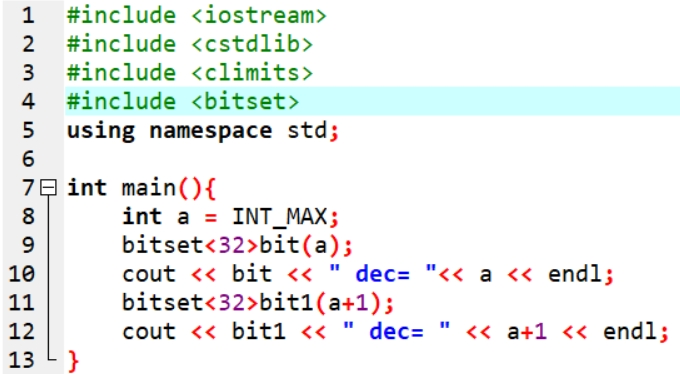 1 #include <iostream>
2 #include <cstdlib>
3 #include <climits>
4 #include <bitset>
5 using namespace std;
6
7 int main(){
8 int a = INT_MAX;
9 bitset<32>bit(a);
10 cout << bit << " dec= "<< a << endl;
11 bitset<32>bit1(a+1);
12 cout << bit1 << " dec= " << a+1 << endl;
13 }